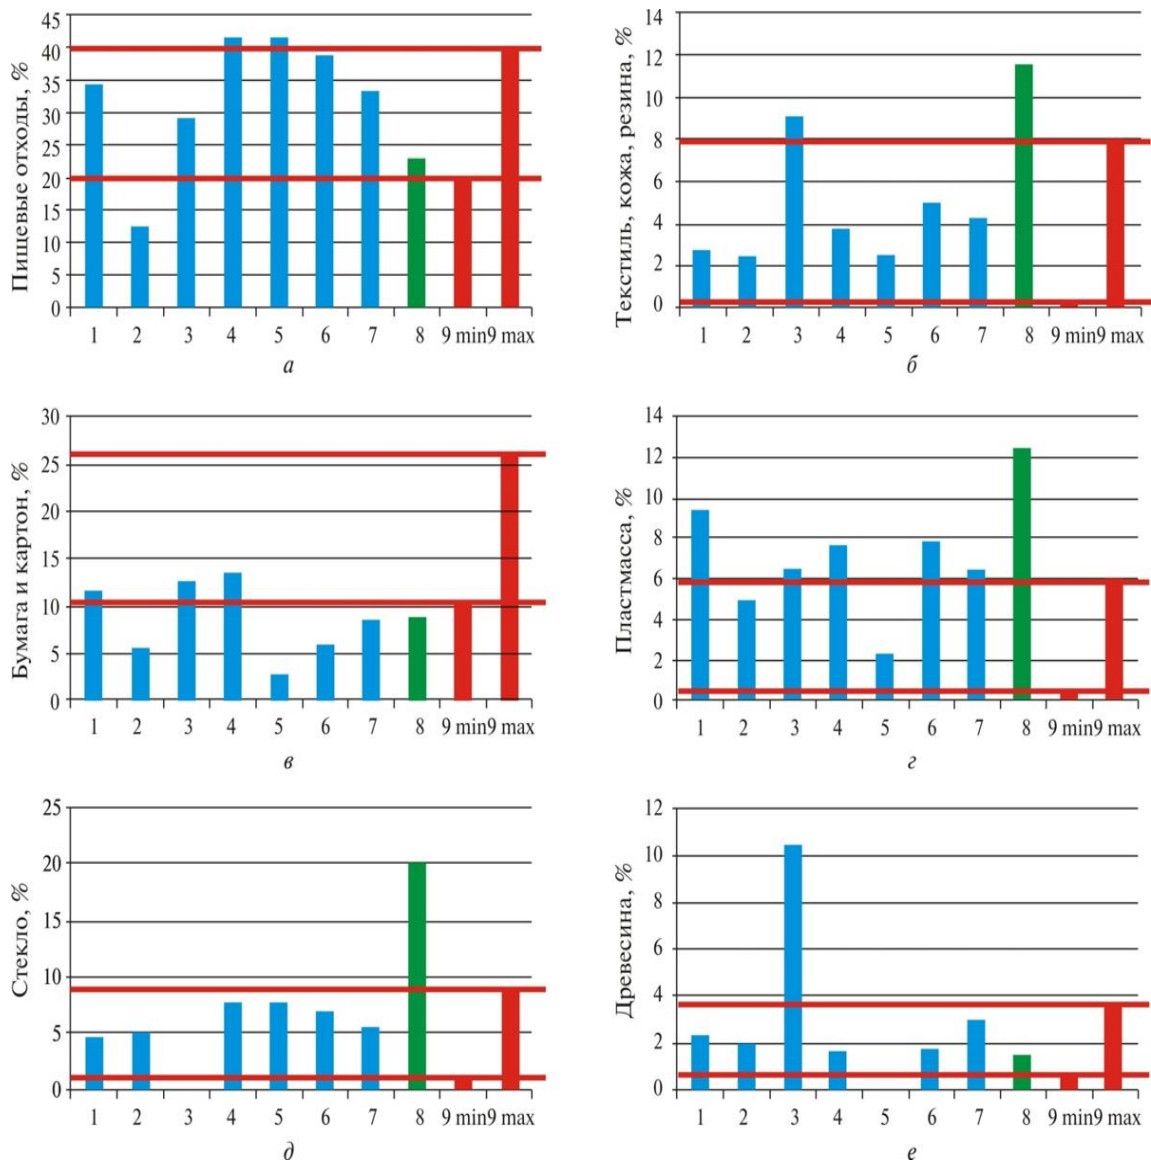 Пищевые отходы, %
45
40
35
30
25
20
15
10
5
0
1 2 3 4 5 6 7 8 9 min 9 max
а
Текстиль, кожа, резина, %
14
12
10
8
6
4
2
0
1 2 3 4 5 6 7 8 9 min 9 max
б
Бумага и картон, %
30
25
20
15
10
5
0
1 2 3 4 5 6 7 8 9 min 9 max
в
Пластмасса, %
14
12
10
8
6
4
2
0
1 2 3 4 5 6 7 8 9 min 9 max
г
Стекло, %
25
20
15
10
5
0
1 2 3 4 5 6 7 8 9 min 9 max
д
Древесина, %
12
10
8
6
4
2
0
1 2 3 4 5 6 7 8 9 min 9 max
е